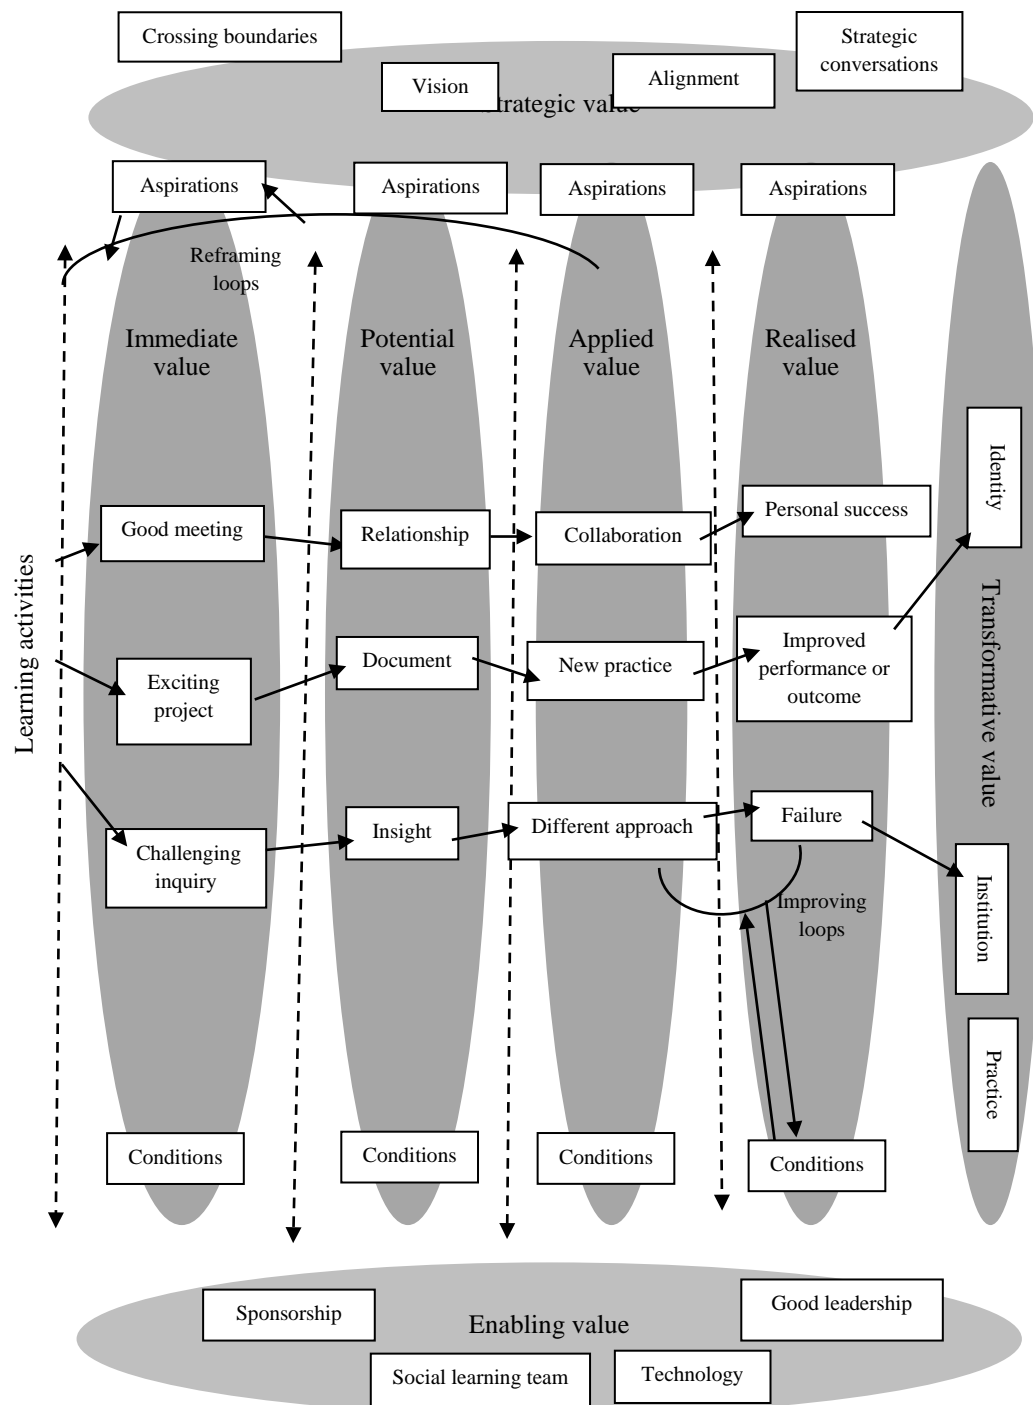 Crossing boundaries
Strategic
conversations
Vision
Alignment
Strategic value
Aspirations
Aspirations
Aspirations
Aspirations
Reframing
loops
Immediate
value
Potential
value
Applied
value
Realised
value
Learning activities
Good meeting
Relationship
Collaboration
Personal success
Identity
Exciting
project
Document
New practice
Improved
performance or
outcome
Transformative value
Challenging
inquiry
Insight
Different approach
Failure
Improving
loops
Institution
Practice
Conditions
Conditions
Conditions
Conditions
Sponsorship
Enabling value
Good leadership
Social learning team
Technology